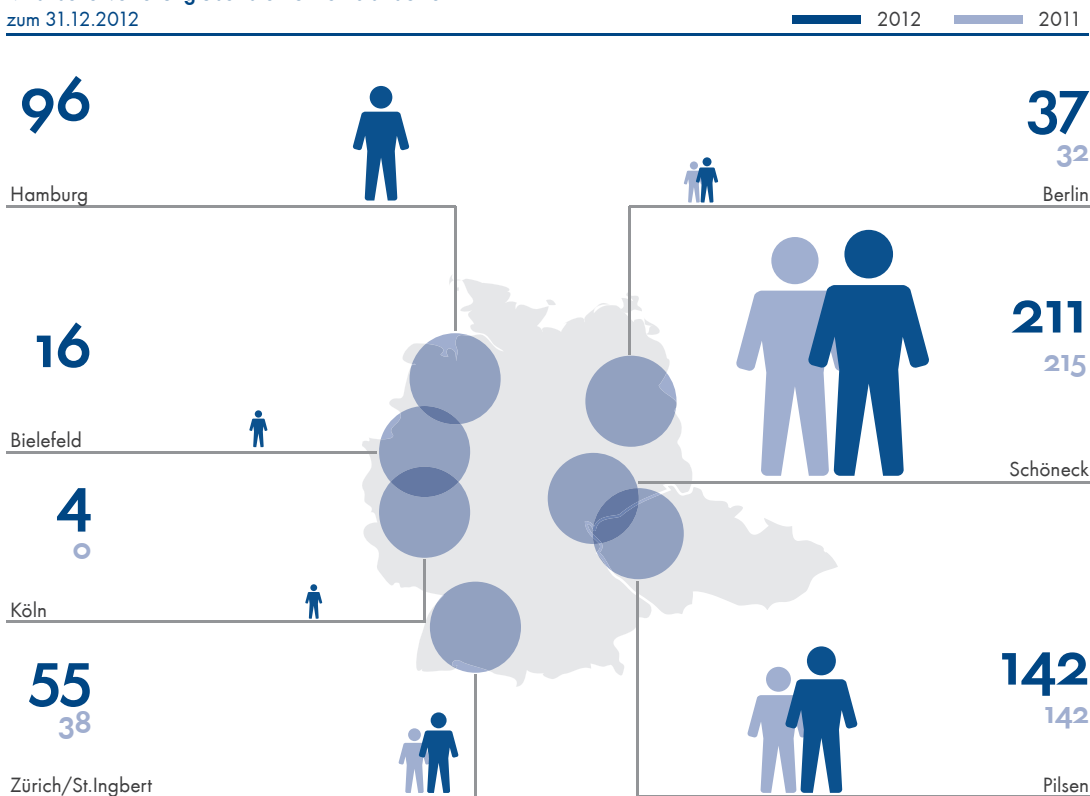 zum 31.12.2012
2012
2011
96
Hamburg
37
32
Berlin
16
Bielefeld
211
215
Schöneck
4
0
Köln
55
38
Zürich/St.Ingbert
142
142
Pilsen